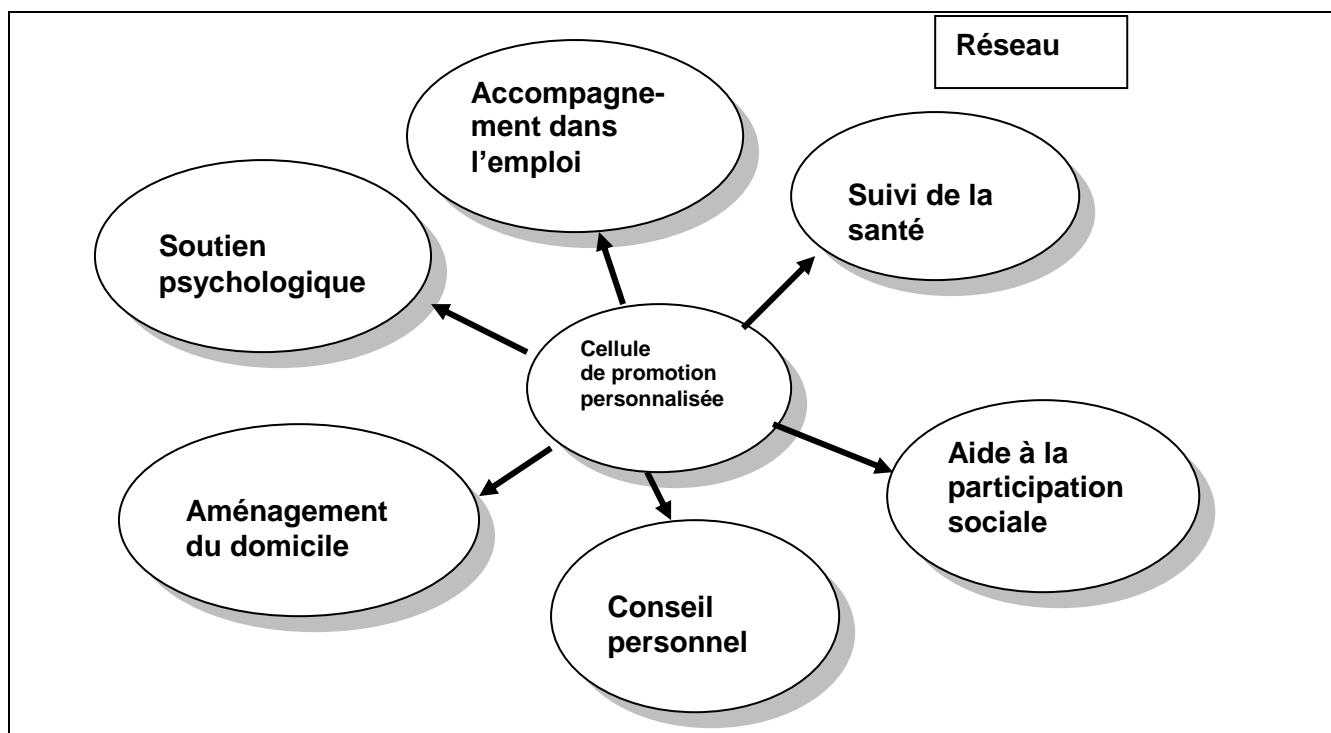 Réseau
Accompagne-
ment dans
l’emploi
Suivi de la
santé
Soutien
psychologique
Cellule
de promotion
personnalisée
Aide à la
participation
sociale
Aménagement
du domicile
Conseil
personnel